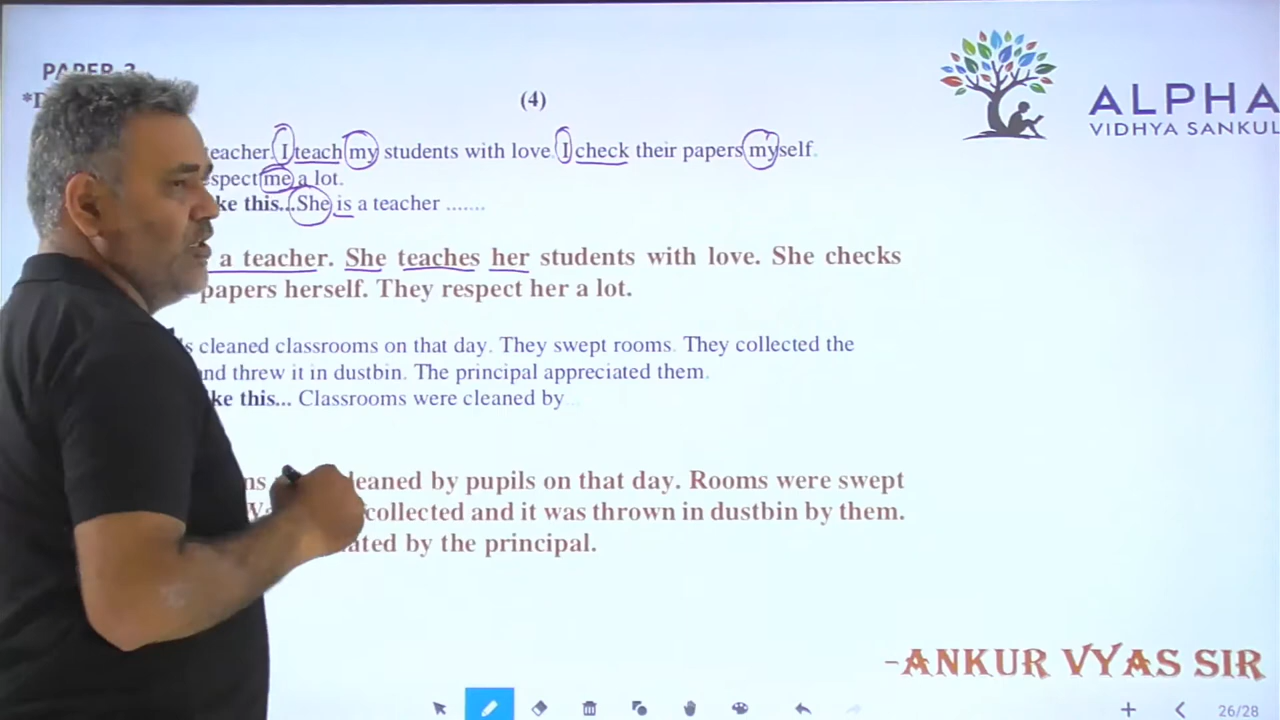 PAPER-3
(4)
eacher. I teach my students with love. I check their papers myself.
spect me a lot.
ke this...She is a teacher .......
a teacher. She teaches her students with love. She checks
papers herself. They respect her a lot.
s cleaned classrooms on that day. They swept rooms. They collected the
nd threw it in dustbin. The principal appreciated them.
ke this... Classrooms were cleaned by
ns leaned by pupils on that day. Rooms were swept
collected and it was thrown in dustbin by them.
ated by the principal.
ALPHA
VIDHYA SANKUL
-ANKUR VYAS SIR
26/28